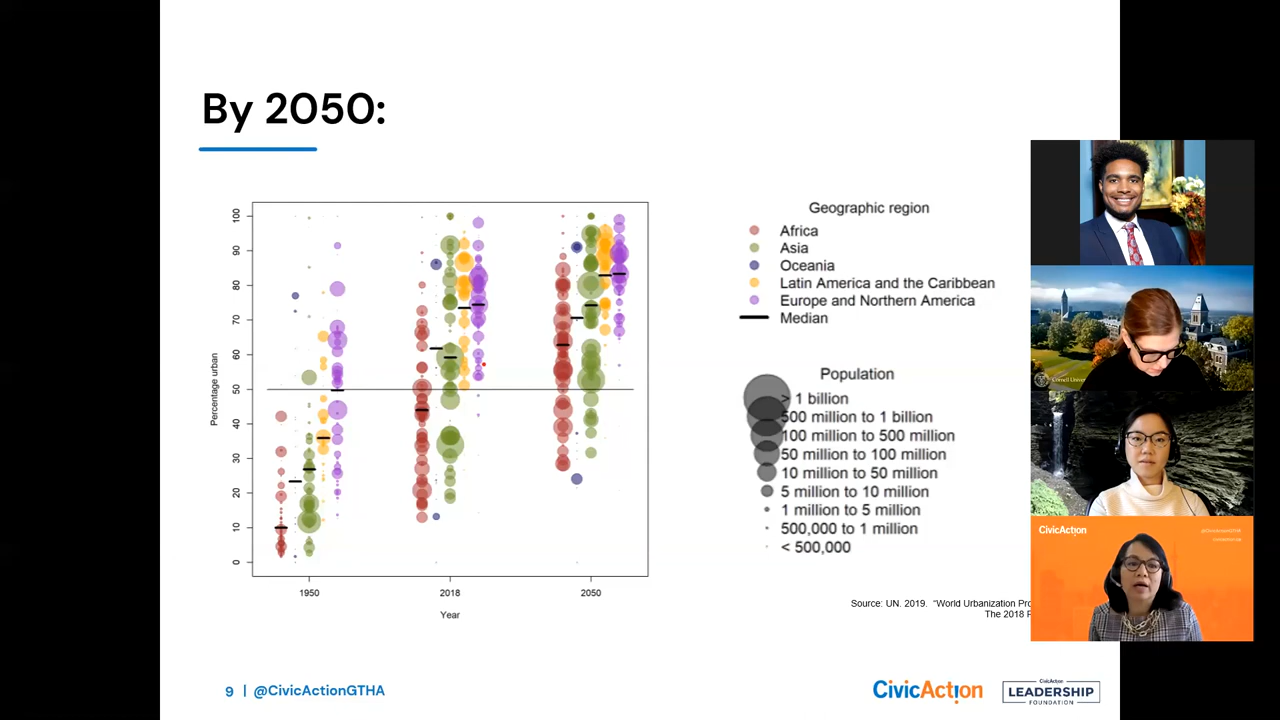 By 2050:
Percentage urban
100
90
80
70
60
50
40
30
20
10
0
1950
2018
2050
Year
Geographic region
Africa
Asia
Oceania
Latin America and the Caribbean
Europe and Northern America
Median
Population
> 1 billion
500 million to 1 billion
100 million to 500 million
50 million to 100 million
10 million to 50 million
5 million to 10 million
1 million to 5 million
500,000 to 1 million
< 500,000
Source: UN. 2019. “World Urbanization Pro
The 2018
9 | @CivicActionGTHA
CivicAction
CivicAction
LEADERSHIP
FOUNDATION
Cornell Univer
CivicAction
@CivicActionGTHA